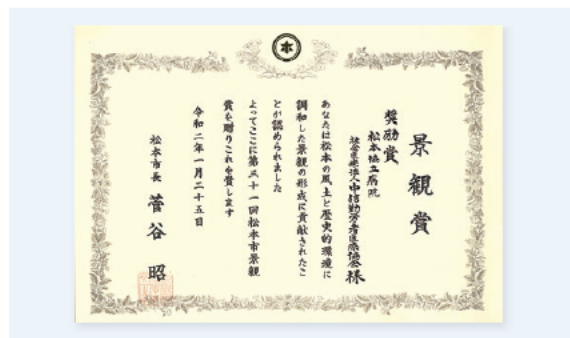 景観賞
奨励賞
松本協立病院
社会医療法人中信勤労者医療協会 様
あなたは松本の風土と歴史的環境に
調和した景観の形成に貢献されたこ
とが認められました
よってここに第三十一回松本市景観
賞を贈りこれを賞します
令和二年一月二十五日
松本市長 菅谷 昭